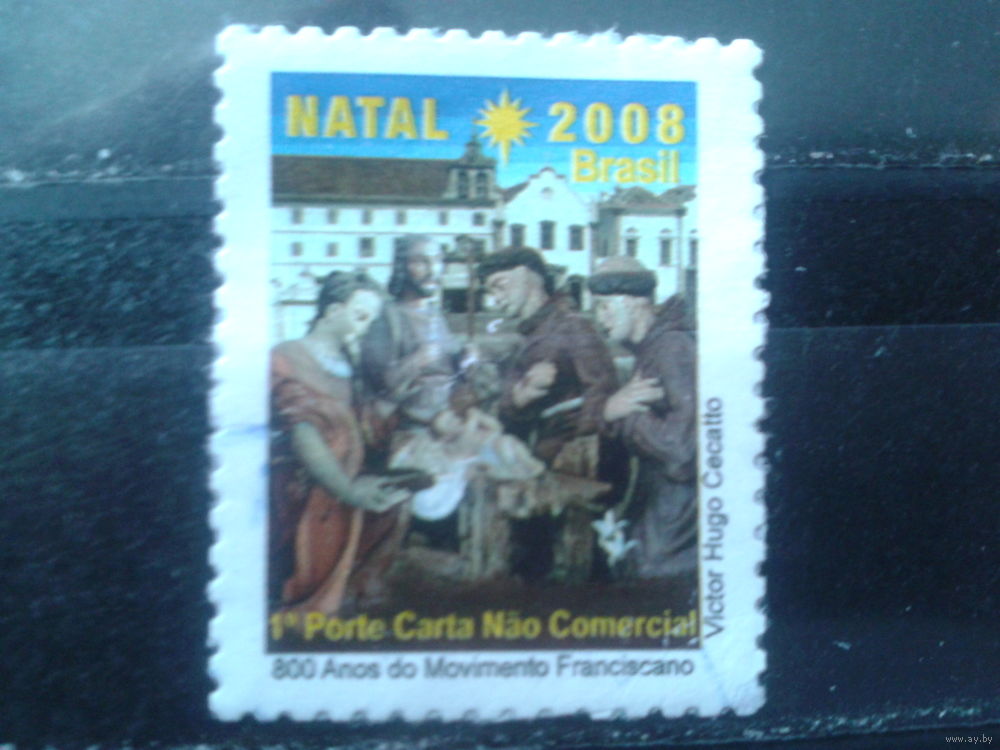 NATAL 2008
Brasil
1º Porte Carta Não Comercial
800 Anos do Movimento Franciscano
Victor Hugo Cecatto
www.ay.by